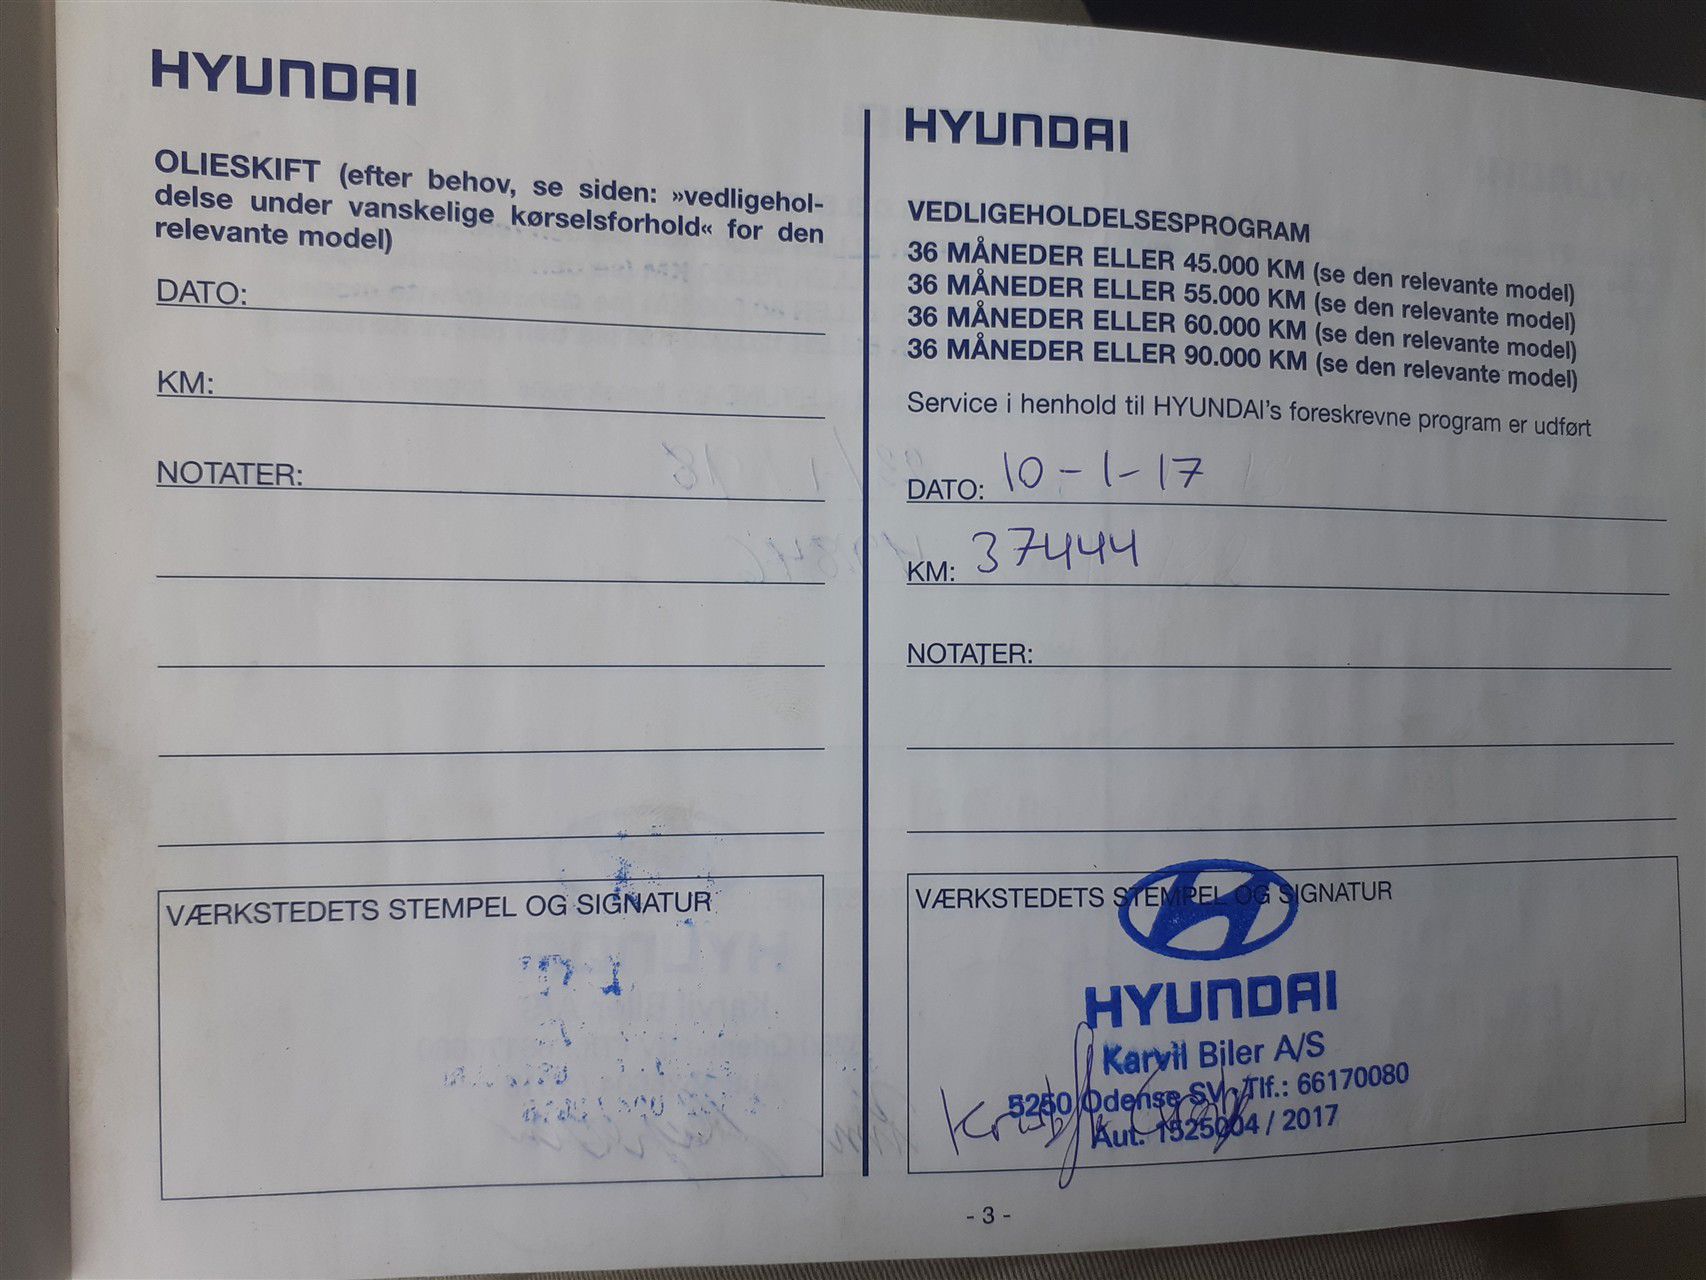 HYUNDAI
OLIESKIFT (efter behov, se siden: »vedligehol-
delse under vanskelige kørselsforhold« for den
relevante model)
DATO:
KM:
NOTATER:
VÆRKSTEDETS STEMPEL OG SIGNATUR
HYUNDAI
VEDLIGEHOLDELSESPROGRAM
36 MÅNEDER ELLER 45.000 KM (se den relevante model)
36 MÅNEDER ELLER 55.000 KM (se den relevante model)
36 MÅNEDER ELLER 60.000 KM (se den relevante model)
36 MÅNEDER ELLER 90.000 KM (se den relevante model)
Service i henhold til HYUNDAI's foreskrevne program er udført
DATO: 10-1-17
KM: 37444
NOTATER:
VÆRKSTEDETS STEMPEL OG SIGNATUR
HYUNDAI
Karvil Biler A/S
5250 Odense SV · Tlf.: 66170080
Aut. 1525004 / 2017
- 3 -